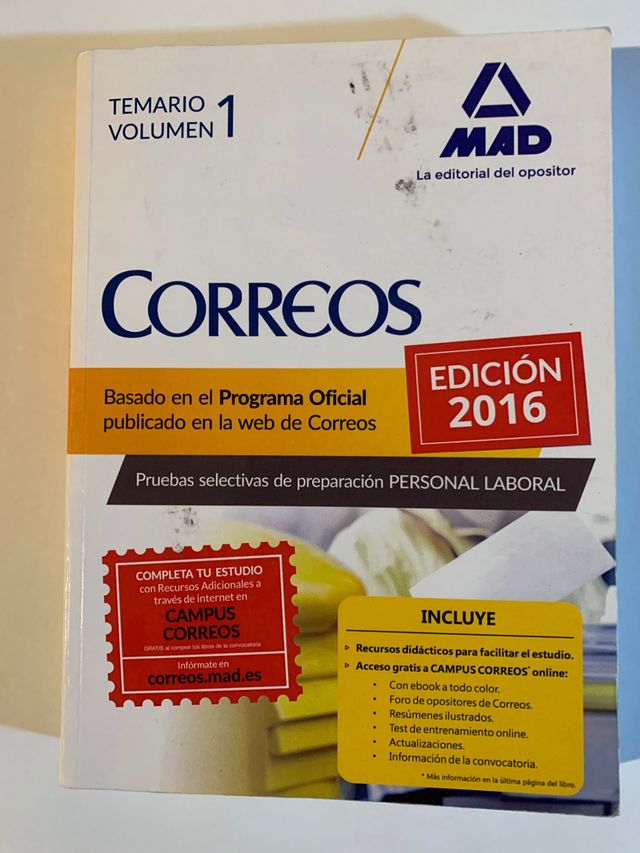 TEMARIO
VOLUMEN 1
MAD
La editorial del opositor
CORREOS
EDICIÓN
2016
Basado en el Programa Oficial
publicado en la web de Correos
Pruebas selectivas de preparación PERSONAL LABORAL
COMPLETA TU ESTUDIO
con Recursos Adicionales a
través de internet en
CAMPUS
CORREOS
GRATIS al comprar los libros de la convocatoria
Infórmate en
correos.mad.es
INCLUYE
Recursos didácticos para facilitar el estudio.
Acceso gratis a CAMPUS CORREOS* online:
• Con ebook a todo color.
• Foro de opositores de Correos.
• Resúmenes ilustrados.
• Test de entrenamiento online.
• Actualizaciones.
• Información de la convocatoria.
* Más información en la última página del libro.